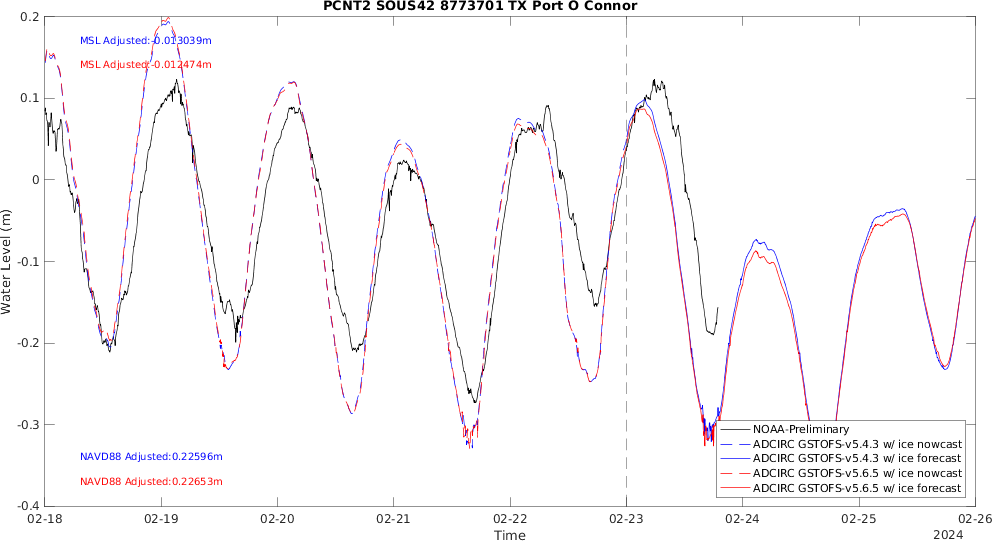 PCNT2 SOUS42 8773701 TX Port O Connor
0.2
MSL Adjusted:-0.013039m
MSL Adjusted:-0.012474m
0.1
0
-0.1
-0.2
-0.3
-0.4
Water Level (m)
NAVD88 Adjusted:0.22596m
NAVD88 Adjusted:0.22653m
NOAA-Preliminary
ADCIRC GSTOFS-v5.4.3 w/ ice nowcast
ADCIRC GSTOFS-v5.4.3 w/ ice forecast
ADCIRC GSTOFS-v5.6.5 w/ ice nowcast
ADCIRC GSTOFS-v5.6.5 w/ ice forecast
02-18 02-19 02-20 02-21 02-22 02-23 02-24 02-25 02-26
Time
2024